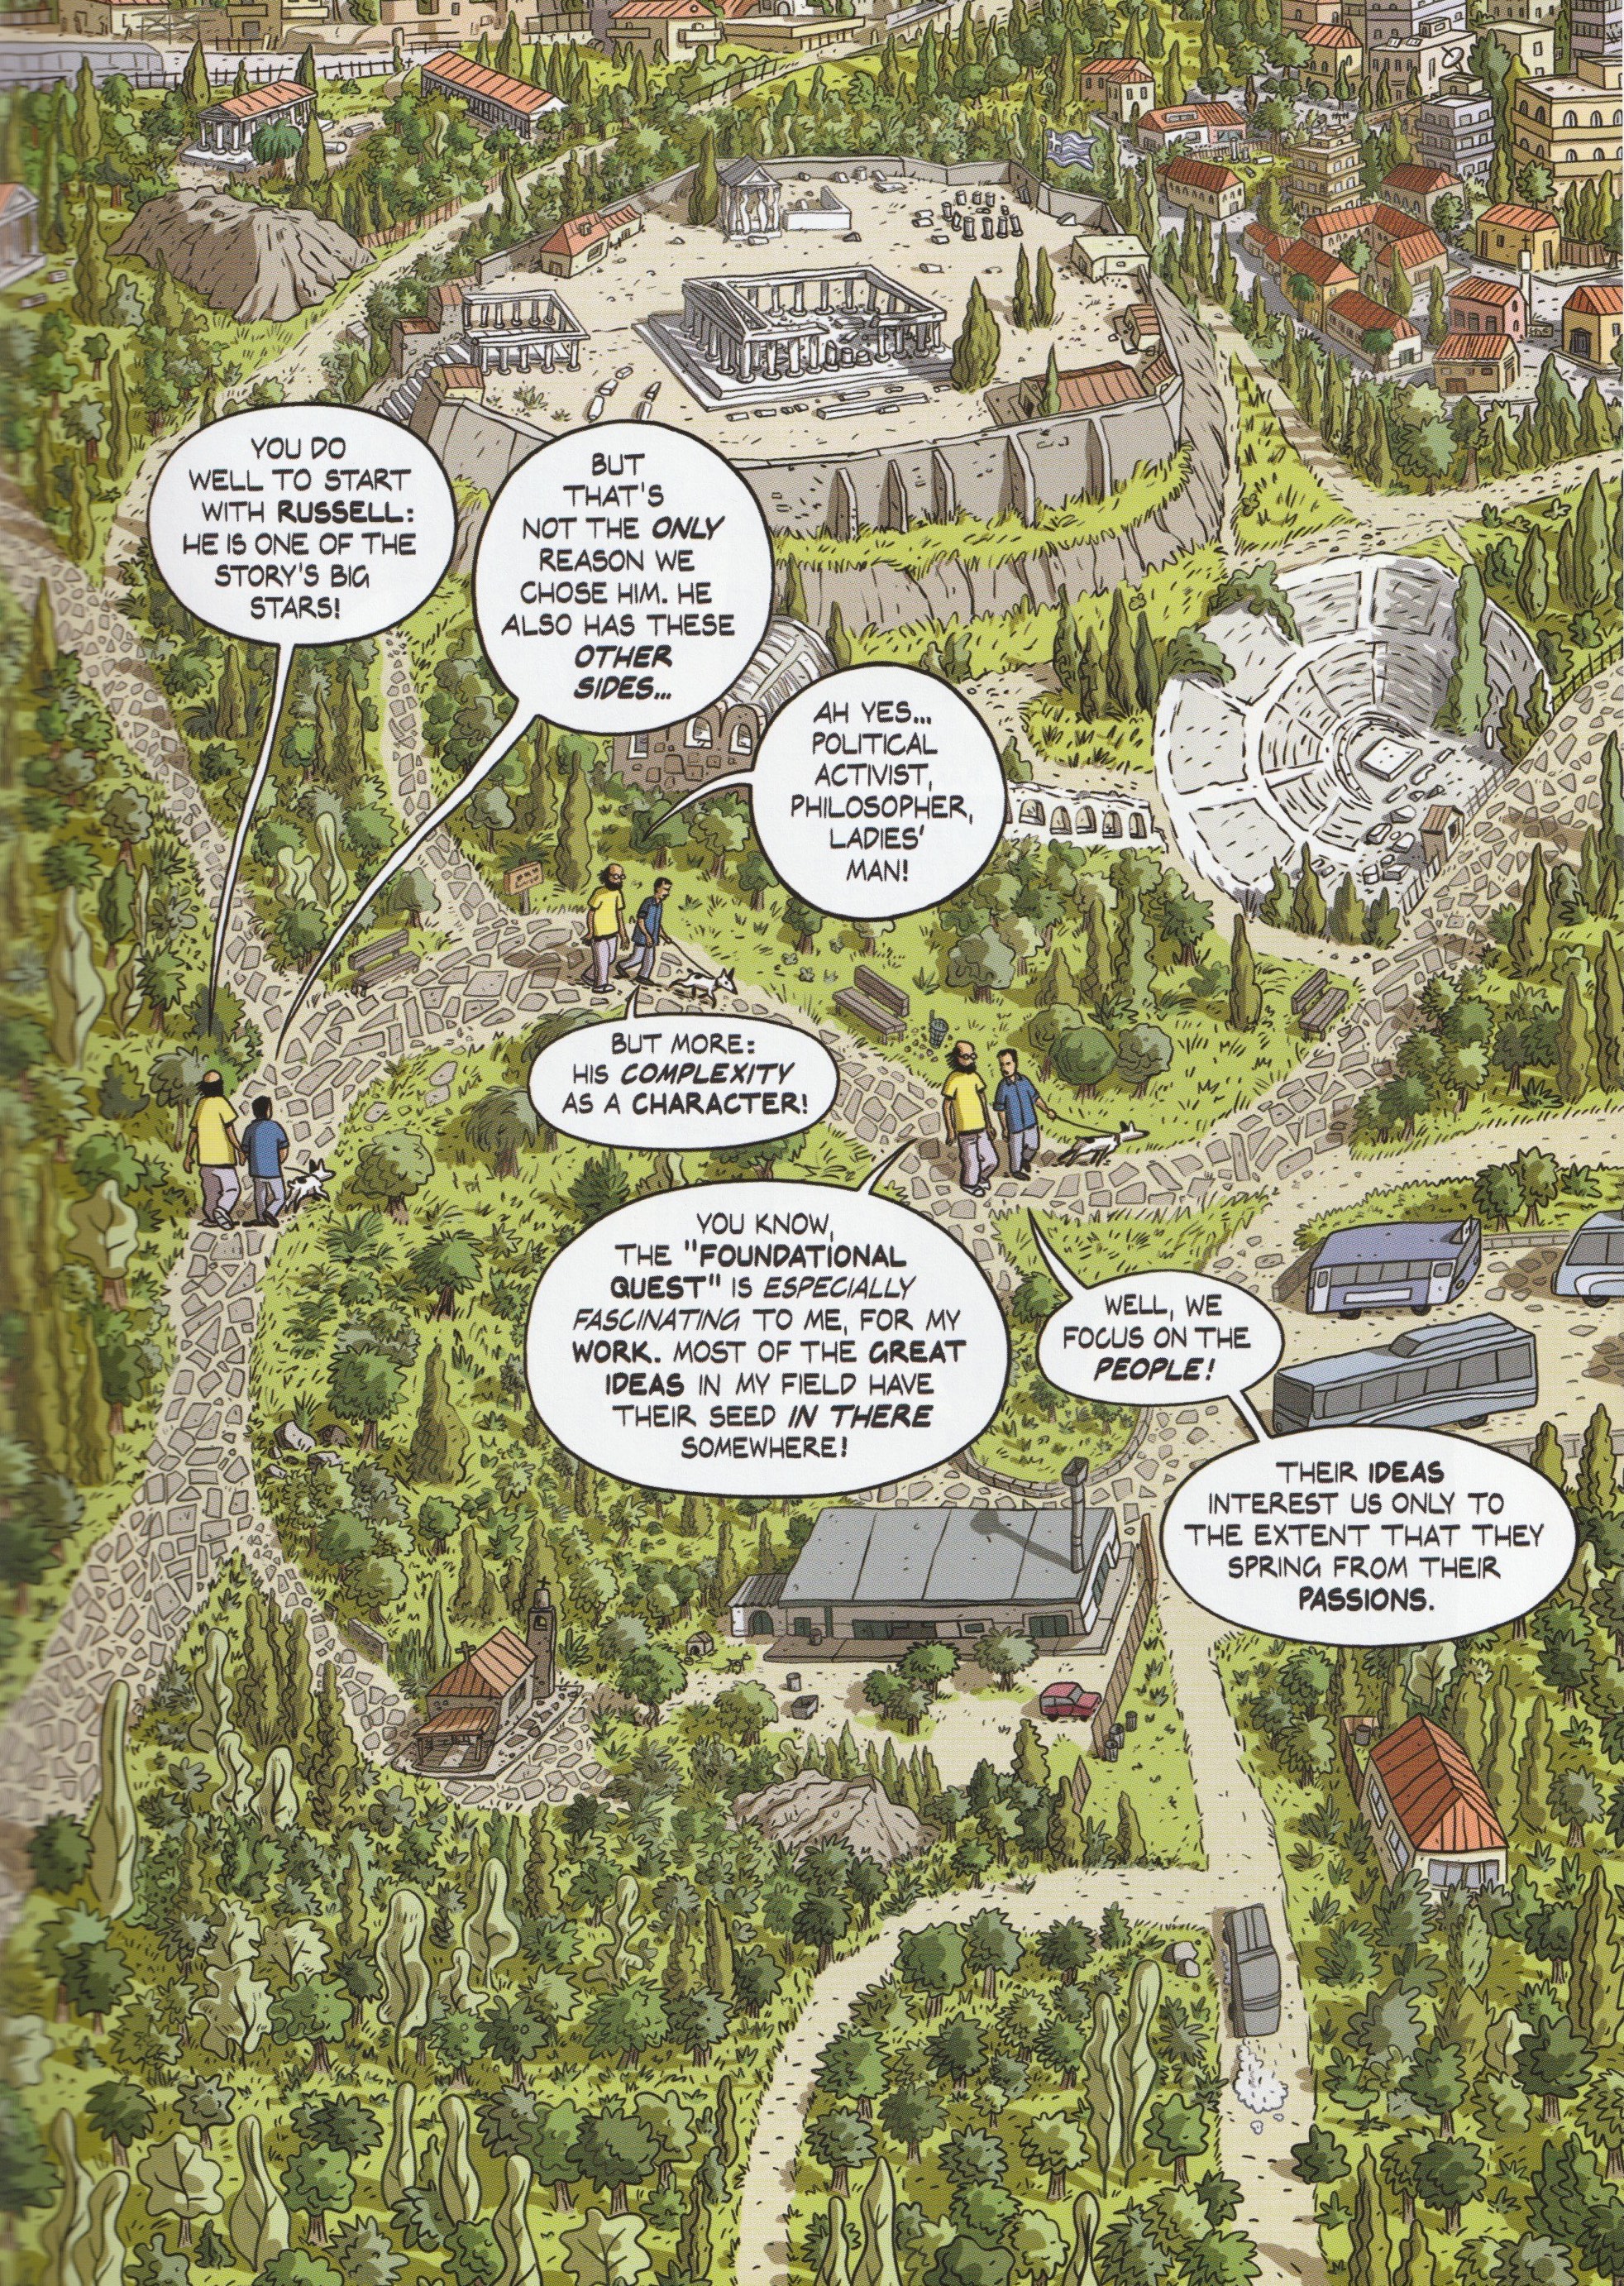 YOU DO
WELL TO START
WITH RUSSELL:
HE IS ONE OF THE
STORY'S BIG
STARS!
BUT
THAT'S
NOT THE ONLY
REASON WE
CHOSE HIM. HE
ALSO HAS THESE
OTHER
SIDES...
AH YES...
POLITICAL
ACTIVIST,
PHILOSOPHER,
LADIES'
MAN!
BUT MORE:
HIS COMPLEXITY
AS A CHARACTER!
YOU KNOW,
THE "FOUNDATIONAL
QUEST" IS ESPECIALLY
FASCINATING TO ME, FOR MY
WORK. MOST OF THE GREAT
IDEAS IN MY FIELD HAVE
THEIR SEED IN THERE
SOMEWHERE!
WELL, WE
FOCUS ON THE
PEOPLE!
THEIR IDEAS
INTEREST US ONLY TO
THE EXTENT THAT THEY
SPRING FROM THEIR
PASSIONS.